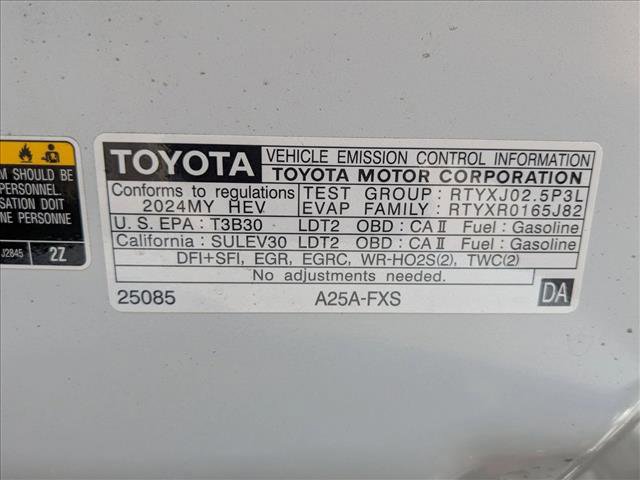 M SHOULD BE
PERSONNEL.
SATION DOIT
NE PERSONNE
J2845 2Z
TOYOTA VEHICLE EMISSION CONTROL INFORMATION
TOYOTA MOTOR CORPORATION
Conforms to regulations TEST GROUP : RTYXJ02.5P3L
2024MY HEV EVAP FAMILY : RTYXR0165J82
U.S. EPA : T3B30 LDT2 OBD : CA II Fuel : Gasoline
California : SULEV30 LDT2 OBD : CA II Fuel : Gasoline
DFI+SFI, EGR, EGRC, WR-HO2S(2), TWC(2)
No adjustments needed.
25085 A25A-FXS DA